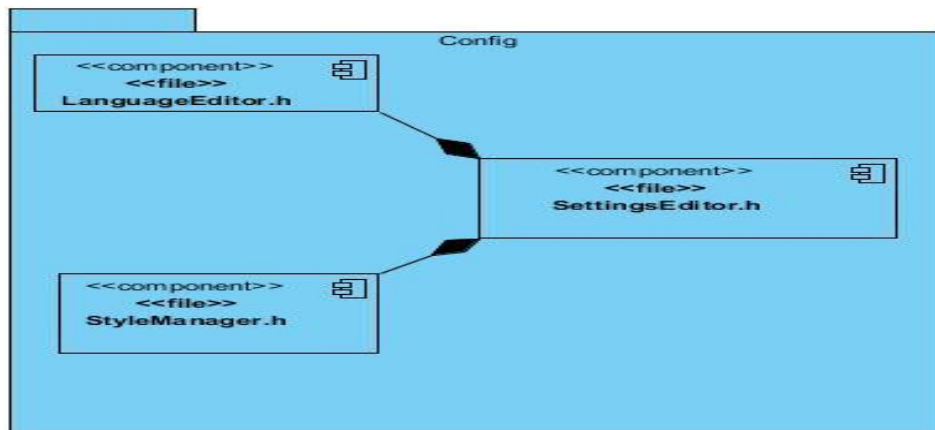 Config
<<component>>
<<file>>
LanguageEditor.h
<<component>>
<<file>>
SettingsEditor.h
<<component>>
<<file>>
StyleManager.h